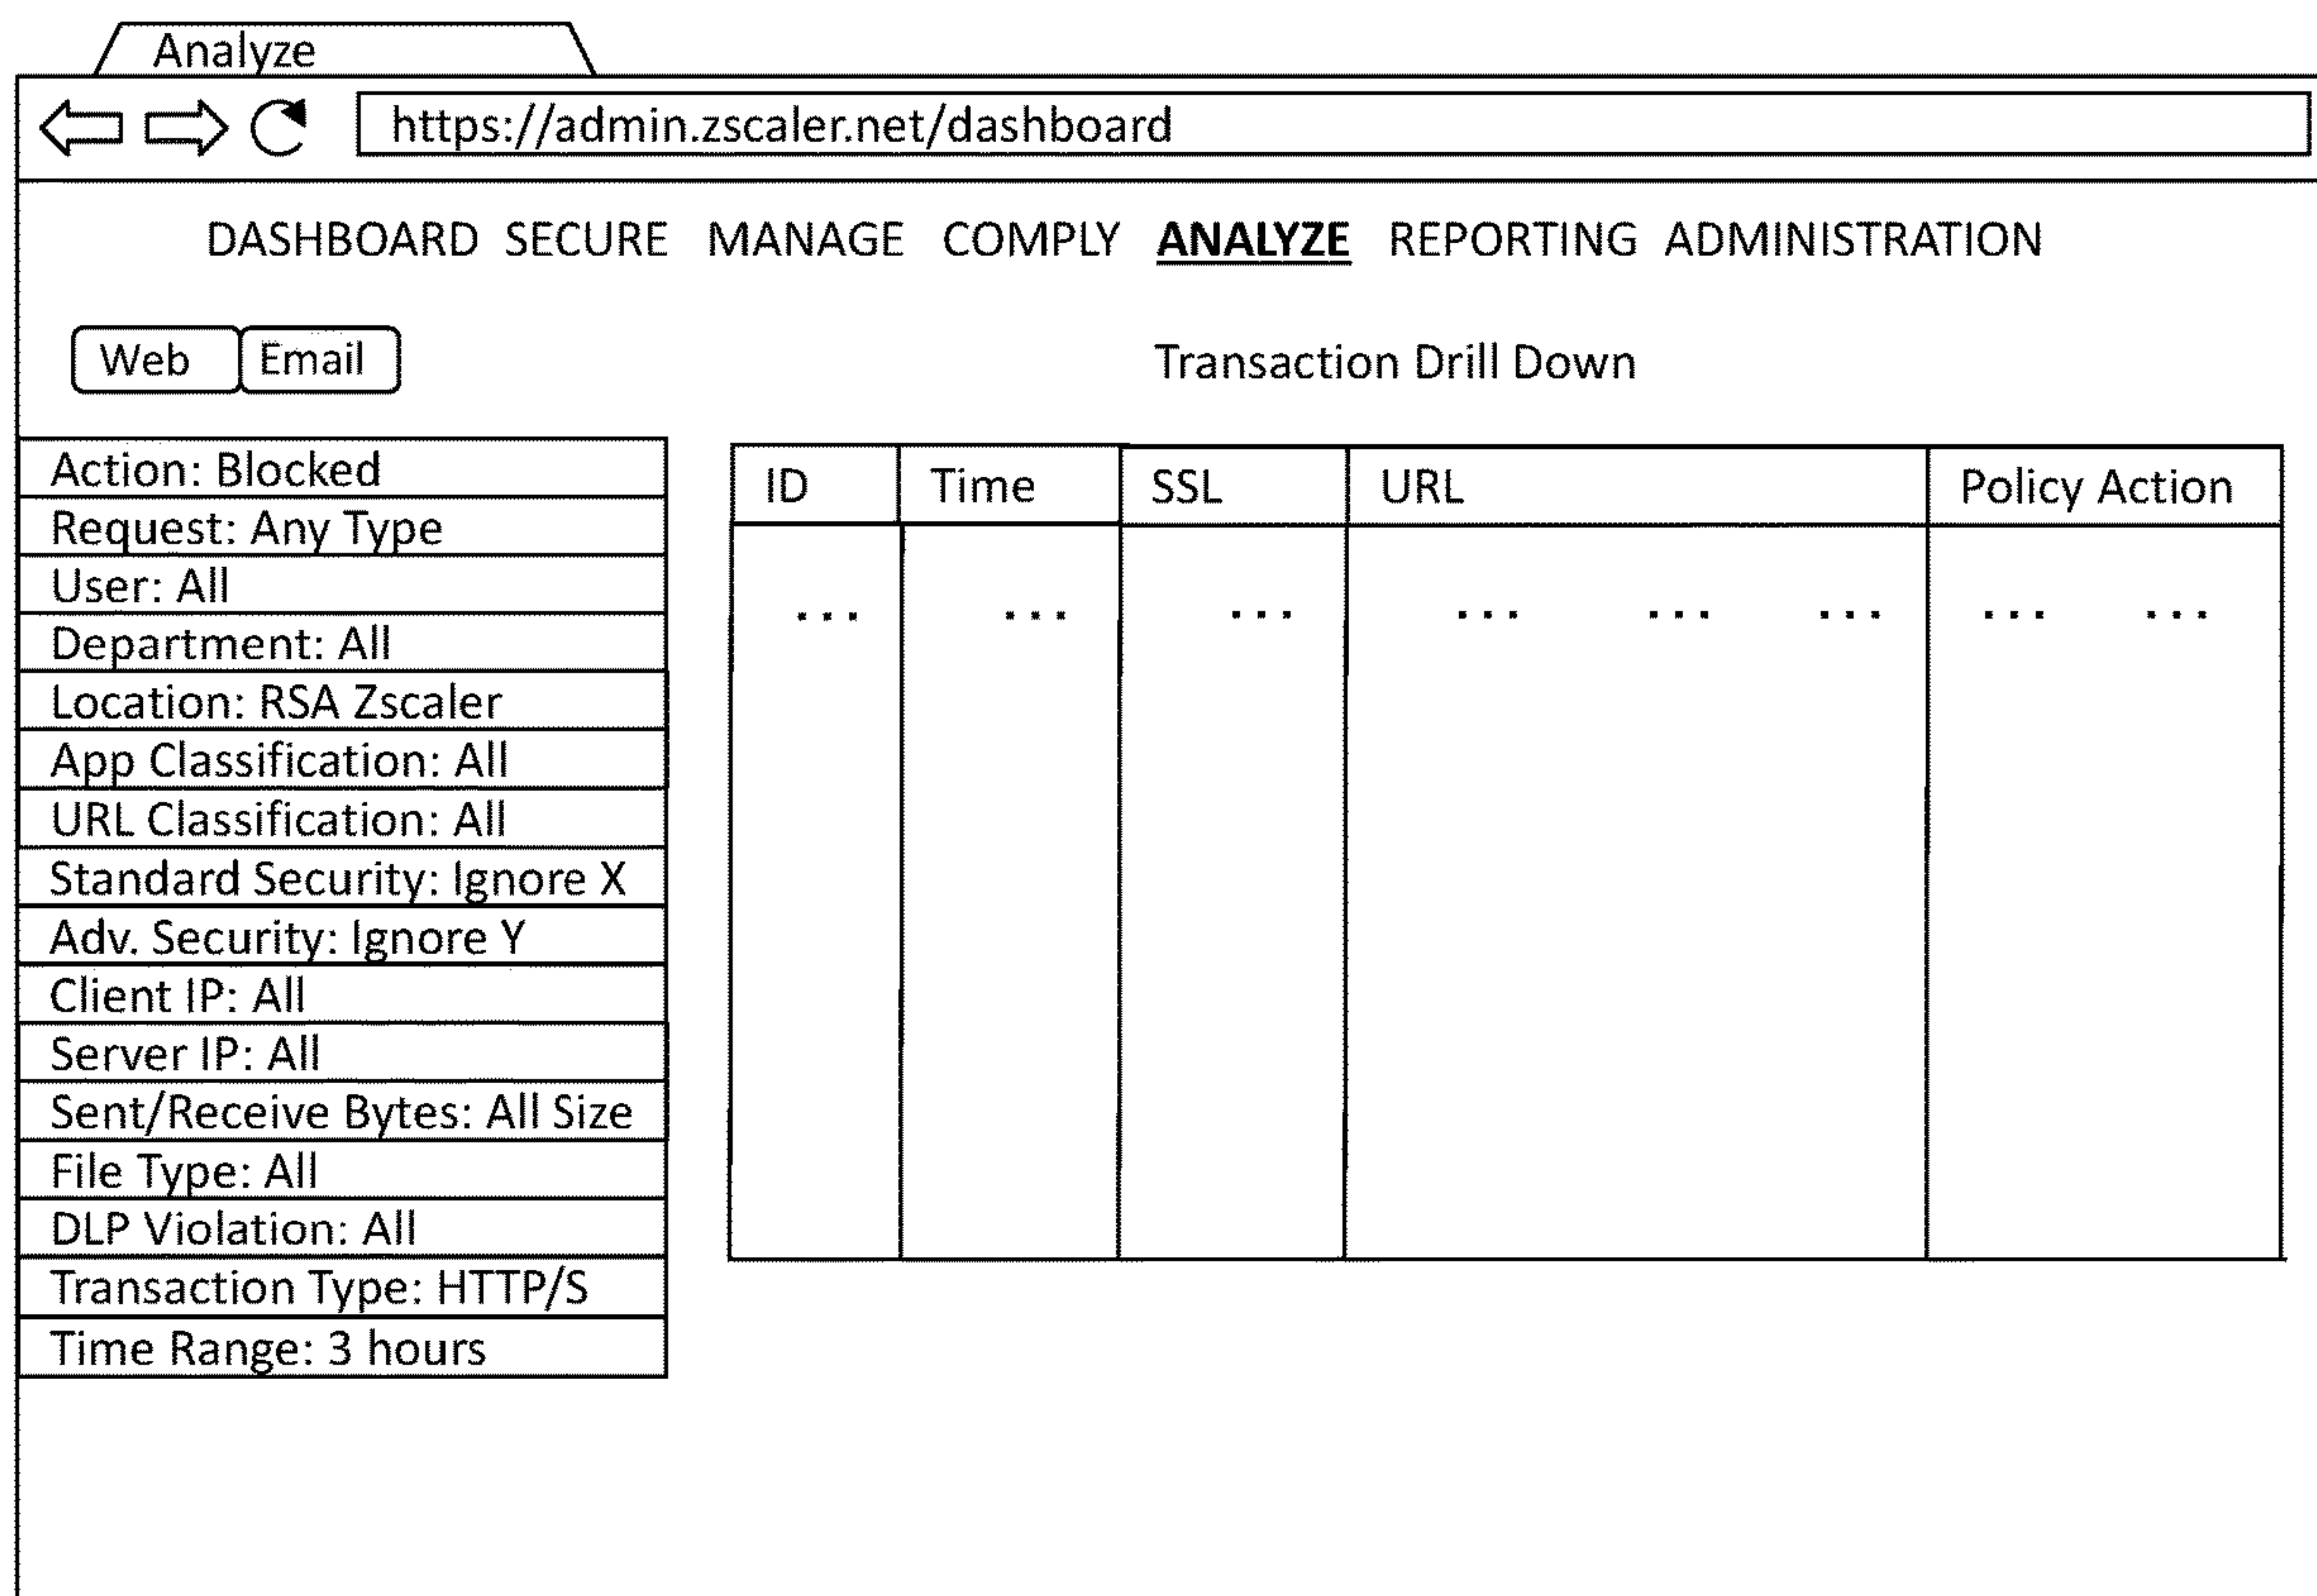 Analyze
https://admin.zscaler.net/dashboard
DASHBOARD SECURE MANAGE COMPLY ANALYZE REPORTING ADMINISTRATION
Web Email Transaction Drill Down
Action: Blocked
Request: Any Type
User: All
Department: All
Location: RSA Zscaler
App Classification: All
URL Classification: All
Standard Security: Ignore X
Adv. Security: Ignore Y
Client IP: All
Server IP: All
Sent/Receive Bytes: All Size
File Type: All
DLP Violation: All
Transaction Type: HTTP/S
Time Range: 3 hours
ID Time SSL URL Policy Action
... ... ... ... ... ... ... ...